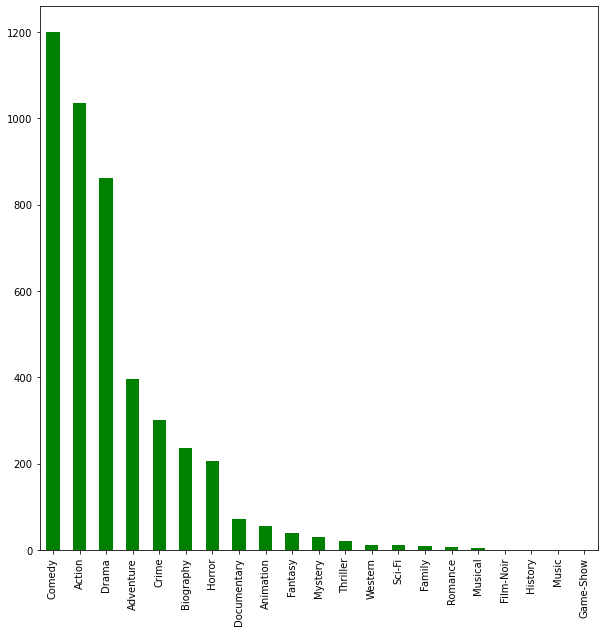 1200
1000
800
600
400
200
0
Comedy
Action
Drama
Adventure
Crime
Biography
Horror
Documentary
Animation
Fantasy
Mystery
Thriller
Western
Sci-Fi
Family
Romance
Musical
Film-Noir
History
Music
Game-Show